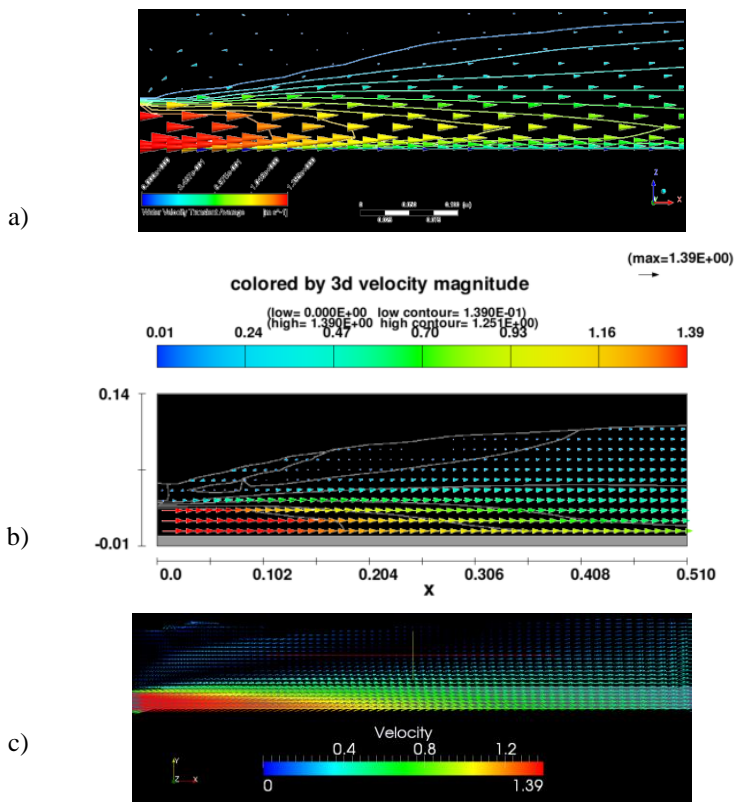 a)
Water Velocity Transient Average [m s^-1]
z
Y
x
(max=1.39E+00)
colored by 3d velocity magnitude
(low= 0.000E+00 low contour= 1.390E-01)
(high= 1.390E+00 high contour= 1.251E+00)
0.01 0.24 0.47 0.70 0.93 1.16 1.39
0.14
b)
-0.01
0.0 0.102 0.204 0.306 0.408 0.510
X
c)
Velocity
0.4 0.8 1.2
0 1.39
Y
Z X